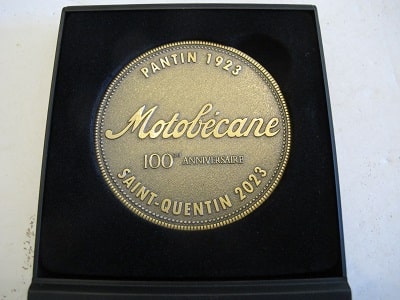 PANTIN 1923
Motobécane
100ème ANNIVERSAIRE
SAINT-QUENTIN 2023